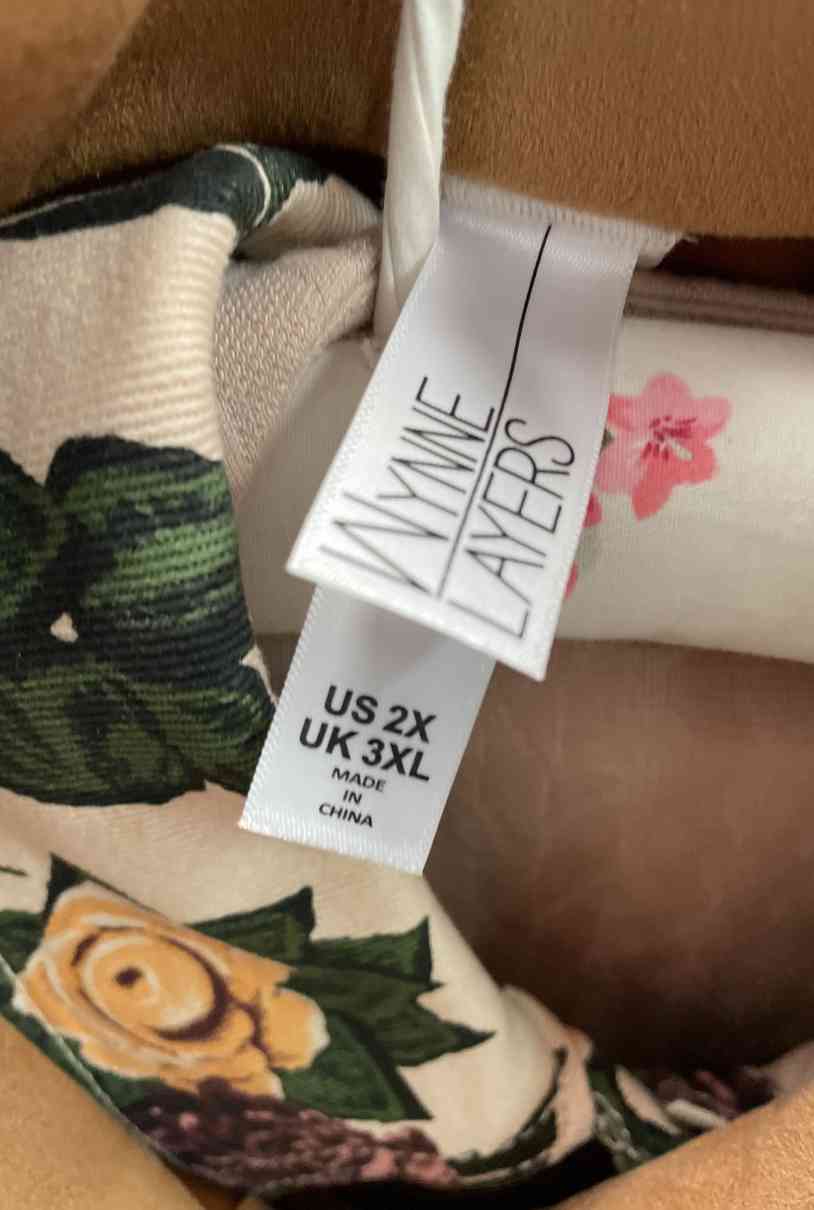 WYNNE
LAYERS
US 2X
UK 3XL
MADE
IN
CHINA